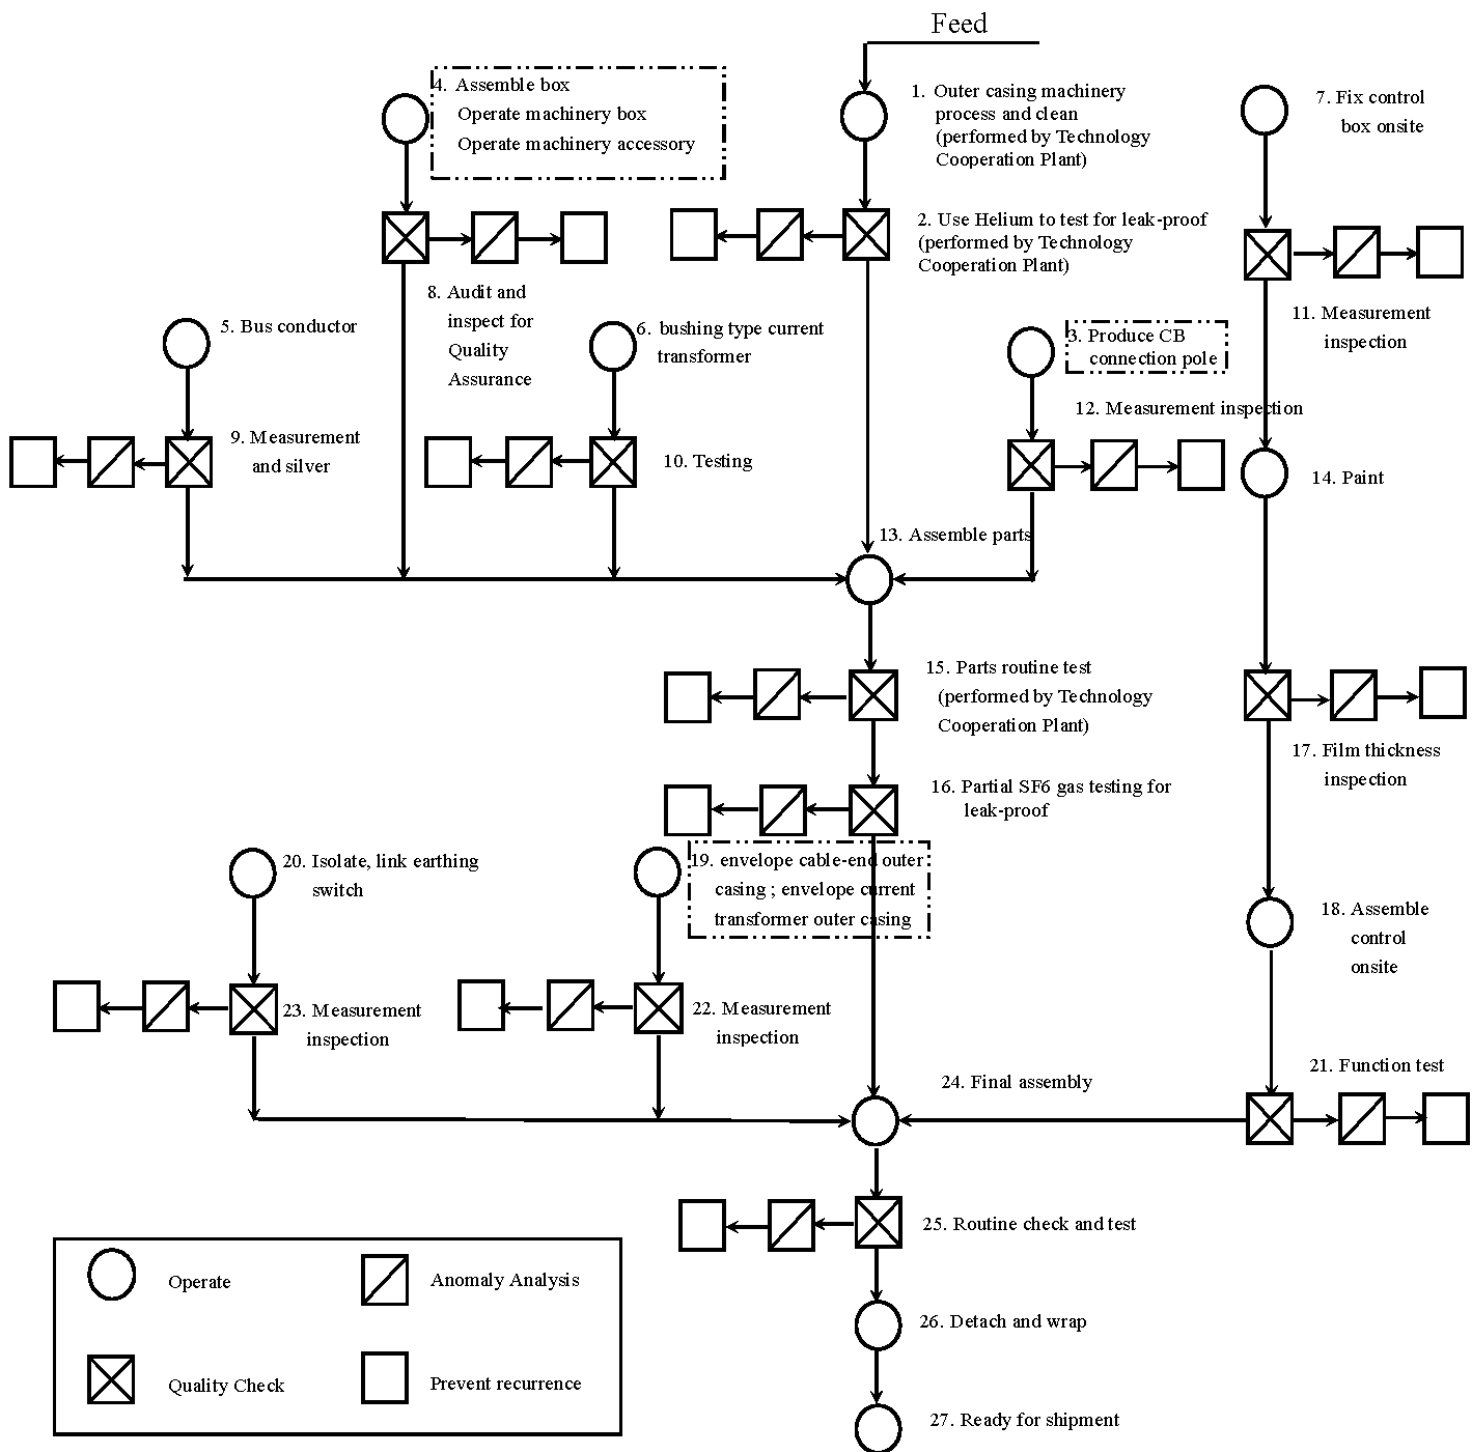 Feed
4. Assemble box
Operate machinery box
Operate machinery accessory
1. Outer casing machinery
process and clean
(performed by Technology
Cooperation Plant)
7. Fix control
box onsite
2. Use Helium to test for leak-proof
(performed by Technology
Cooperation Plant)
8. Audit and
inspect for
Quality
Assurance
5. Bus conductor
6. bushing type current
transformer
3. Produce CB
connection pole
11. Measurement
inspection
12. Measurement inspection
9. Measurement
and silver
10. Testing
14. Paint
13. Assemble parts
15. Parts routine test
(performed by Technology
Cooperation Plant)
17. Film thickness
inspection
16. Partial SF6 gas testing for
leak-proof
20. Isolate, link earthing
switch
19. envelope cable-end outer
casing ; envelope current
transformer outer casing
18. Assemble
control
onsite
23. Measurement
inspection
22. Measurement
inspection
21. Function test
24. Final assembly
25. Routine check and test
Operate
Anomaly Analysis
26. Detach and wrap
Quality Check
Prevent recurrence
27. Ready for shipment